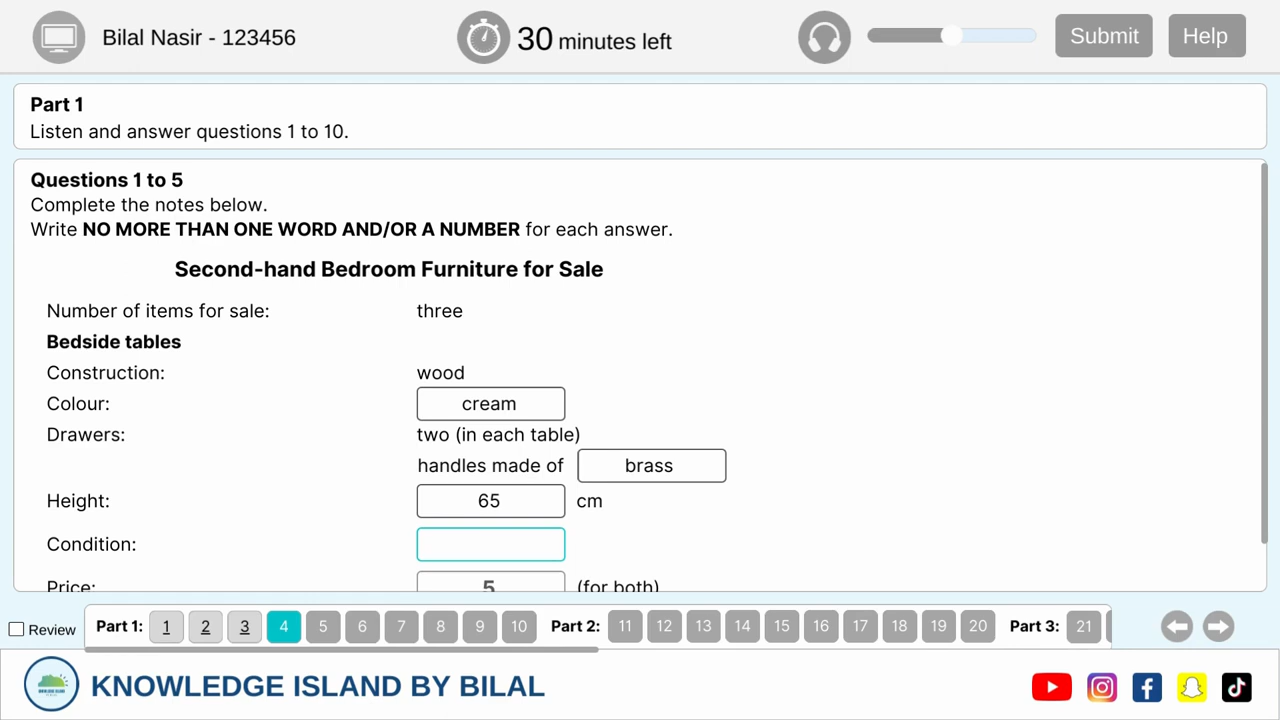 Bilal Nasir - 123456 30 minutes left Submit Help
Part 1
Listen and answer questions 1 to 10.
Questions 1 to 5
Complete the notes below.
Write NO MORE THAN ONE WORD AND/OR A NUMBER for each answer.
Second-hand Bedroom Furniture for Sale
Number of items for sale: three
Bedside tables
Construction: wood
Colour: cream
Drawers: two (in each table)
handles made of brass
Height: 65 cm
Condition:
Price: 5 (for both)
Review Part 1: 1 2 3 4 5 6 7 8 9 10 Part 2: 11 12 13 14 15 16 17 18 19 20 Part 3: 21
KNOWLEDGE ISLAND BY BILAL